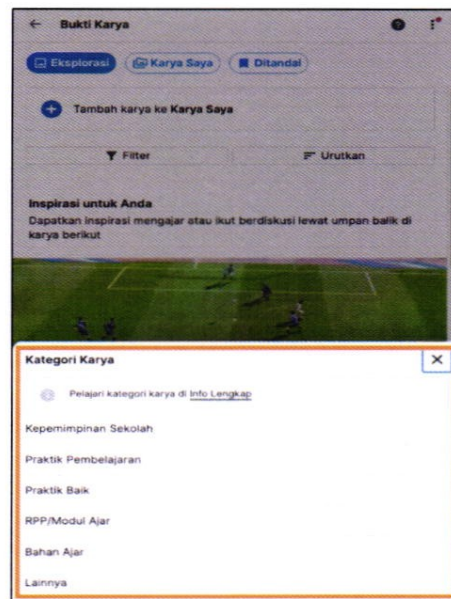 Bukti Karya
Eksplorasi
Karya Saya
Ditandai
Tambah karya ke Karya Saya
Filter
Urutkan
Inspirasi untuk Anda
Dapatkan inspirasi mengajar atau ikut berdiskusi lewat umpan balik di
karya berikut
Kategori Karya
Pelajari kategori karya di Info Lengkap
Kepemimpinan Sekolah
Praktik Pembelajaran
Praktik Baik
RPP/Modul Ajar
Bahan Ajar
Lainnya